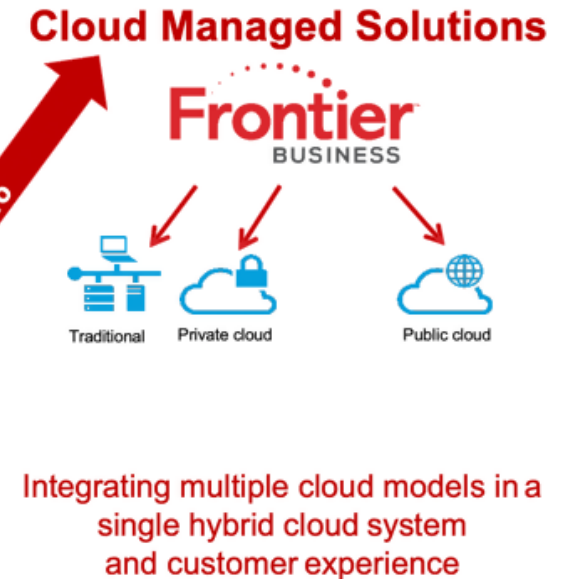 Cloud Managed Solutions
Frontier
BUSINESS
Traditional
Private cloud
Public cloud
Integrating multiple cloud models in a
single hybrid cloud system
and customer experience